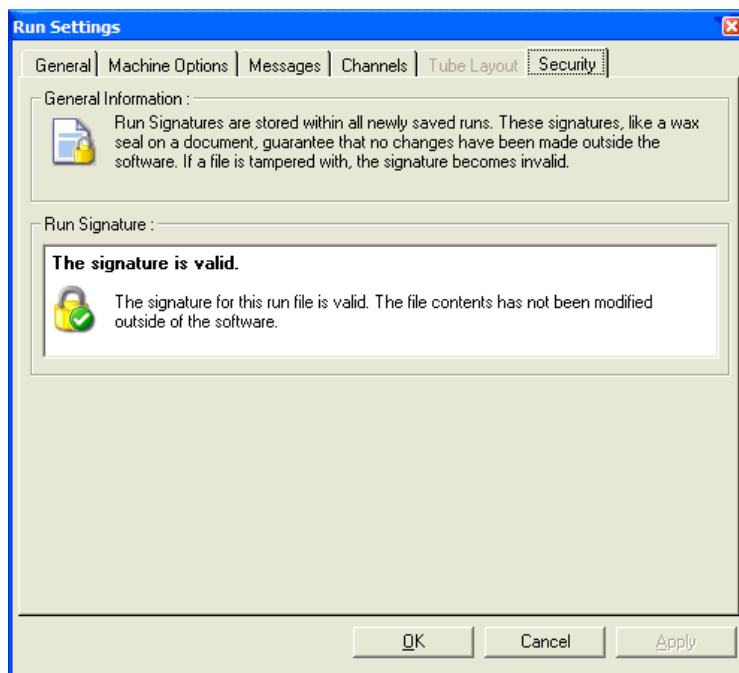 Run Settings
General
Machine Options
Messages
Channels
Tube Layout
Security
General Information :
Run Signatures are stored within all newly saved runs. These signatures, like a wax
seal on a document, guarantee that no changes have been made outside the
software. If a file is tampered with, the signature becomes invalid.
Run Signature :
The signature is valid.
The signature for this run file is valid. The file contents has not been modified
outside of the software.
OK
Cancel
Apply